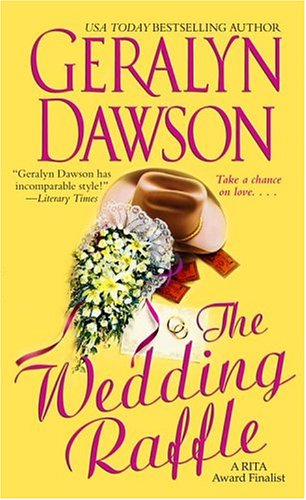 USA TODAY BESTSELLING AUTHOR
GERALYN
DAWSON
"Geralyn Dawson has
incomparable style!"
—Literary Times
Take a chance
on love. . . .
The
Wedding
Raffle
A RITA
Award Finalist